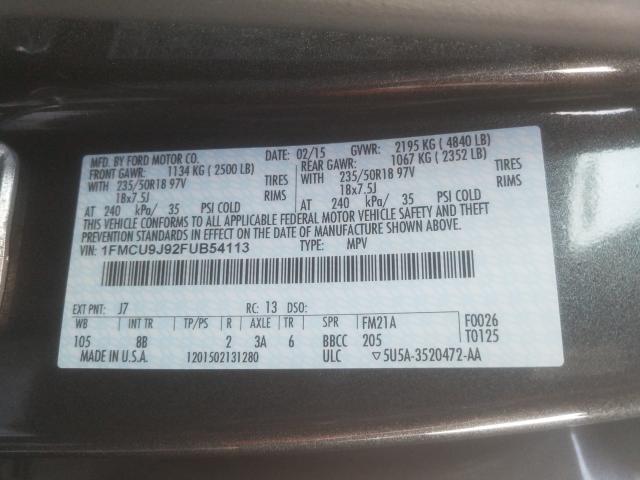 MFD. BY FORD MOTOR CO.
DATE: 02/15 GVWR: 2195 KG ( 4840 LB)
FRONT GAWR: 1134 KG ( 2500 LB) REAR GAWR: 1067 KG ( 2352 LB)
WITH 235/50R18 97V TIRES WITH 235/50R18 97V TIRES
18x7.5J RIMS 18x7.5J RIMS
AT 240 kPa/ 35 PSI COLD AT 240 kPa/ 35 PSI COLD
THIS VEHICLE CONFORMS TO ALL APPLICABLE FEDERAL MOTOR VEHICLE SAFETY AND THEFT
PREVENTION STANDARDS IN EFFECT ON THE DATE OF MANUFACTURE SHOWN ABOVE.
VIN: 1FMCU9J92FUB54113 TYPE: MPV
EXT PNT: J7 RC: 13 DSO:
WB INT TR TP/PS R AXLE TR SPR FM21A F0026
105 8B 2 3A 6 BBCC 205 T0125
MADE IN U.S.A. 1201502131280 ULC ▽5U5A-3520472-AA